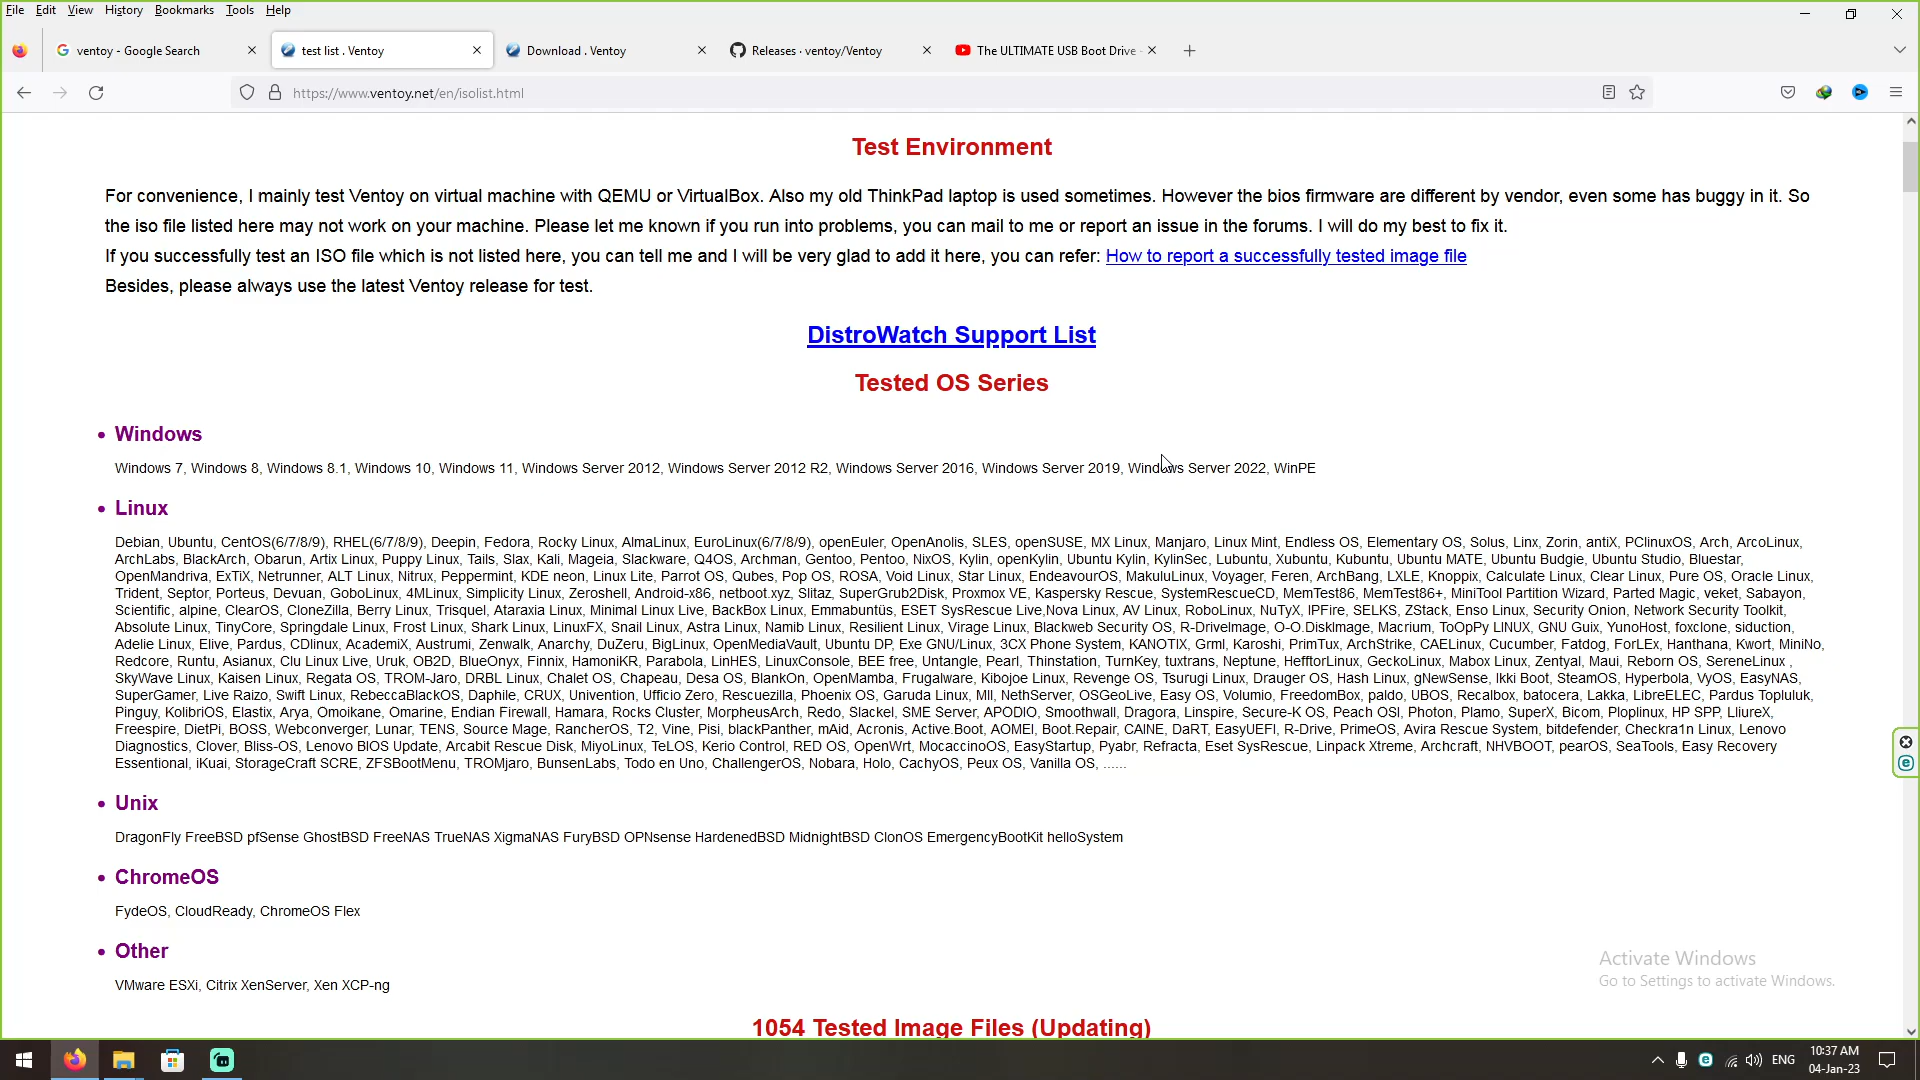 File Edit View History Bookmarks Tools Help
ventoy - Google Search
test list . Ventoy
Download . Ventoy
Releases · ventoy/Ventoy
The ULTIMATE USB Boot Drive -
https://www.ventoy.net/en/isolist.html
Test Environment
For convenience, I mainly test Ventoy on virtual machine with QEMU or VirtualBox. Also my old ThinkPad laptop is used sometimes. However the bios firmware are different by vendor, even some has buggy in it. So
the iso file listed here may not work on your machine. Please let me known if you run into problems, you can mail to me or report an issue in the forums. I will do my best to fix it.
If you successfully test an ISO file which is not listed here, you can tell me and I will be very glad to add it here, you can refer: How to report a successfully tested image file
Besides, please always use the latest Ventoy release for test.
DistroWatch Support List
Tested OS Series
• Windows
Windows 7, Windows 8, Windows 8.1, Windows 10, Windows 11, Windows Server 2012, Windows Server 2012 R2, Windows Server 2016, Windows Server 2019, Windows Server 2022, WinPE
• Linux
Debian, Ubuntu, CentOS(6/7/8/9), RHEL(6/7/8/9), Deepin, Fedora, Rocky Linux, AlmaLinux, EuroLinux(6/7/8/9), openEuler, OpenAnolis, SLES, openSUSE, MX Linux, Manjaro, Linux Mint, Endless OS, Elementary OS, Solus, Linx, Zorin, antiX, PClinuxOS, Arch, ArcoLinux,
ArchLabs, BlackArch, Obarun, Artix Linux, Puppy Linux, Tails, Slax, Kali, Mageia, Slackware, Q4OS, Archman, Gentoo, Pentoo, NixOS, Kylin, openKylin, Ubuntu Kylin, KylinSec, Lubuntu, Xubuntu, Kubuntu, Ubuntu MATE, Ubuntu Budgie, Ubuntu Studio, Bluestar,
OpenMandriva, ExTiX, Netrunner, ALT Linux, Nitrux, Peppermint, KDE neon, Linux Lite, Parrot OS, Qubes, Pop OS, ROSA, Void Linux, Star Linux, EndeavourOS, MakuluLinux, Voyager, Feren, ArchBang, LXLE, Knoppix, Calculate Linux, Clear Linux, Pure OS, Oracle Linux,
Trident, Septor, Porteus, Devuan, GoboLinux, 4MLinux, Simplicity Linux, Zeroshell, Android-x86, netboot.xyz, Slitaz, SuperGrub2Disk, Proxmox VE, Kaspersky Rescue, SystemRescueCD, MemTest86, MemTest86+, MiniTool Partition Wizard, Parted Magic, veket, Sabayon,
Scientific, alpine, ClearOS, CloneZilla, Berry Linux, Trisquel, Ataraxia Linux, Minimal Linux Live, BackBox Linux, Emmabuntüs, ESET SysRescue Live,Nova Linux, AV Linux, RoboLinux, NuTyX, IPFire, SELKS, ZStack, Enso Linux, Security Onion, Network Security Toolkit,
Absolute Linux, TinyCore, Springdale Linux, Frost Linux, Shark Linux, LinuxFX, Snail Linux, Astra Linux, Namib Linux, Resilient Linux, Virage Linux, Blackweb Security OS, R-DriveImage, O-O.DiskImage, Macrium, ToOpPy LINUX, GNU Guix, YunoHost, foxclone, siduction,
Adelie Linux, Elive, Pardus, CDlinux, AcademiX, Austrumi, Zenwalk, Anarchy, DuZeru, BigLinux, OpenMediaVault, Ubuntu DP, Exe GNU/Linux, 3CX Phone System, KANOTIX, Grml, Karoshi, PrimTux, ArchStrike, CAELinux, Cucumber, Fatdog, ForLEx, Hanthana, Kwort, MiniNo,
Redcore, Runtu, Asianux, Clu Linux Live, Uruk, OB2D, BlueOnyx, Finnix, HamoniKR, Parabola, LinHES, LinuxConsole, BEE free, Untangle, Pearl, Thinstation, TurnKey, tuxtrans, Neptune, HefftorLinux, GeckoLinux, Mabox Linux, Zentyal, Maui, Reborn OS, SereneLinux ,
SkyWave Linux, Kaisen Linux, Regata OS, TROM-Jaro, DRBL Linux, Chalet OS, Chapeau, Desa OS, BlankOn, OpenMamba, Frugalware, Kibojoe Linux, Revenge OS, Tsurugi Linux, Drauger OS, Hash Linux, gNewSense, Ikki Boot, SteamOS, Hyperbola, VyOS, EasyNAS,
SuperGamer, Live Raizo, Swift Linux, RebeccaBlackOS, Daphile, CRUX, Univention, Ufficio Zero, Rescuezilla, Phoenix OS, Garuda Linux, Mll, NethServer, OSGeoLive, Easy OS, Volumio, FreedomBox, paldo, UBOS, Recalbox, batocera, Lakka, LibreELEC, Pardus Topluluk,
Pinguy, KolibriOS, Elastix, Arya, Omoikane, Omarine, Endian Firewall, Hamara, Rocks Cluster, MorpheusArch, Redo, Slackel, SME Server, APODIO, Smoothwall, Dragora, Linspire, Secure-K OS, Peach OSI, Photon, Plamo, SuperX, Bicom, Ploplinux, HP SPP, LliureX,
Freespire, DietPi, BOSS, Webconverger, Lunar, TENS, Source Mage, RancherOS, T2, Vine, Pisi, blackPanther, mAid, Acronis, Active.Boot, AOMEI, Boot.Repair, CAINE, DaRT, EasyUEFI, R-Drive, PrimeOS, Avira Rescue System, bitdefender, Checkra1n Linux, Lenovo
Diagnostics, Clover, Bliss-OS, Lenovo BIOS Update, Arcabit Rescue Disk, MiyoLinux, TeLOS, Kerio Control, RED OS, OpenWrt, MocaccinoOS, EasyStartup, Pyabr, Refracta, Eset SysRescue, Linpack Xtreme, Archcraft, NHVBOOT, pearOS, SeaTools, Easy Recovery
Essentional, iKuai, StorageCraft SCRE, ZFSBootMenu, TROMjaro, BunsenLabs, Todo en Uno, ChallengerOS, Nobara, Holo, CachyOS, Peux OS, Vanilla OS, ......
• Unix
DragonFly FreeBSD pfSense GhostBSD FreeNAS TrueNAS XigmaNAS FuryBSD OPNsense HardenedBSD MidnightBSD ClonOS EmergencyBootKit helloSystem
• ChromeOS
FydeOS, CloudReady, ChromeOS Flex
• Other
VMware ESXi, Citrix XenServer, Xen XCP-ng
Activate Windows
Go to Settings to activate Windows.
1054 Tested Image Files (Updating)
ENG
10:37 AM
04-Jan-23